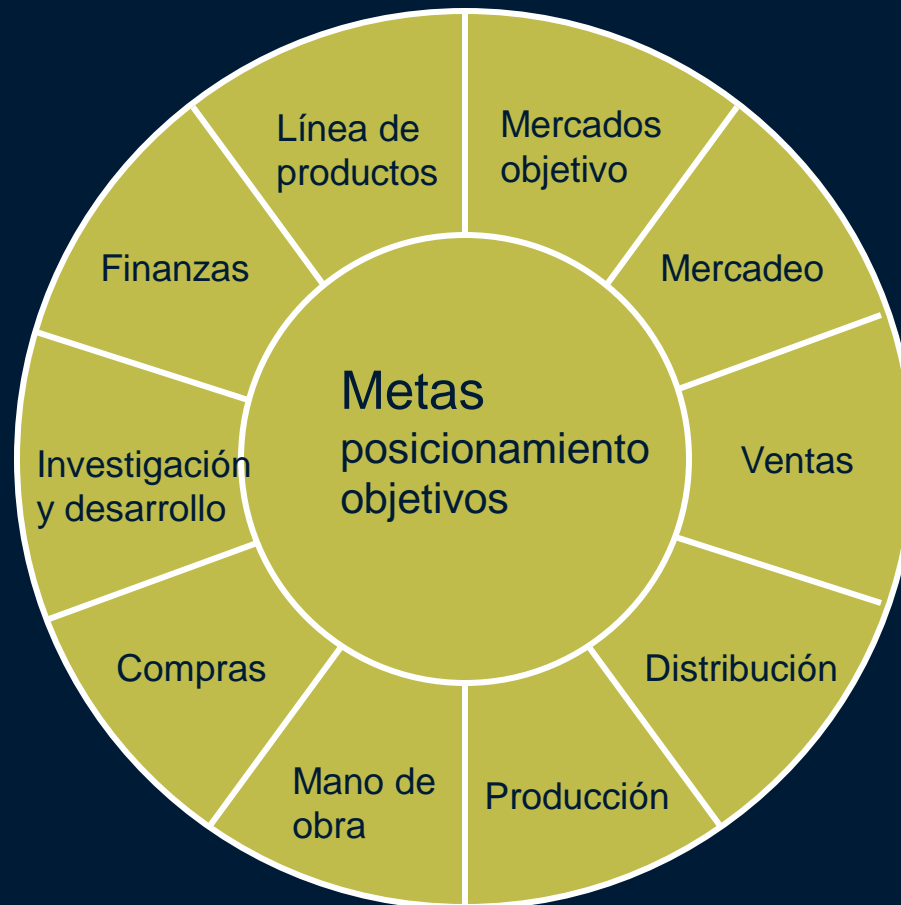 Línea de
productos
Mercados
objetivo
Finanzas
Mercadeo
Metas
posicionamiento
objetivos
Investigación
y desarrollo
Ventas
Compras
Distribución
Mano de
obra
Producción